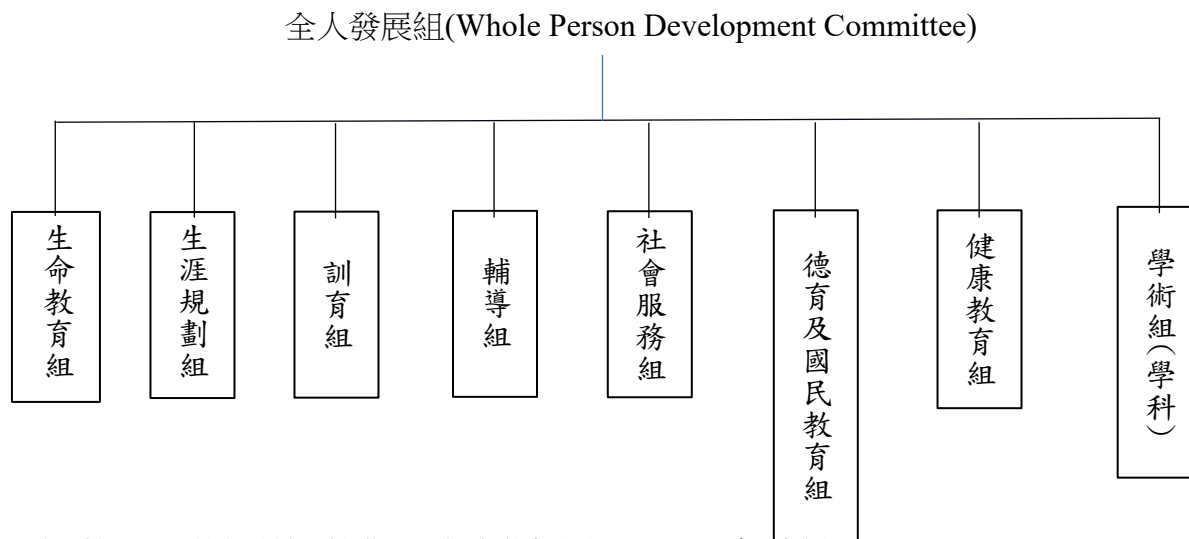 全人發展組(Whole Person Development Committee)
生命教育組
生涯規劃組
訓育組
輔導組
社會服務組
德育及國民教育組
健康教育組
學術組(學科)